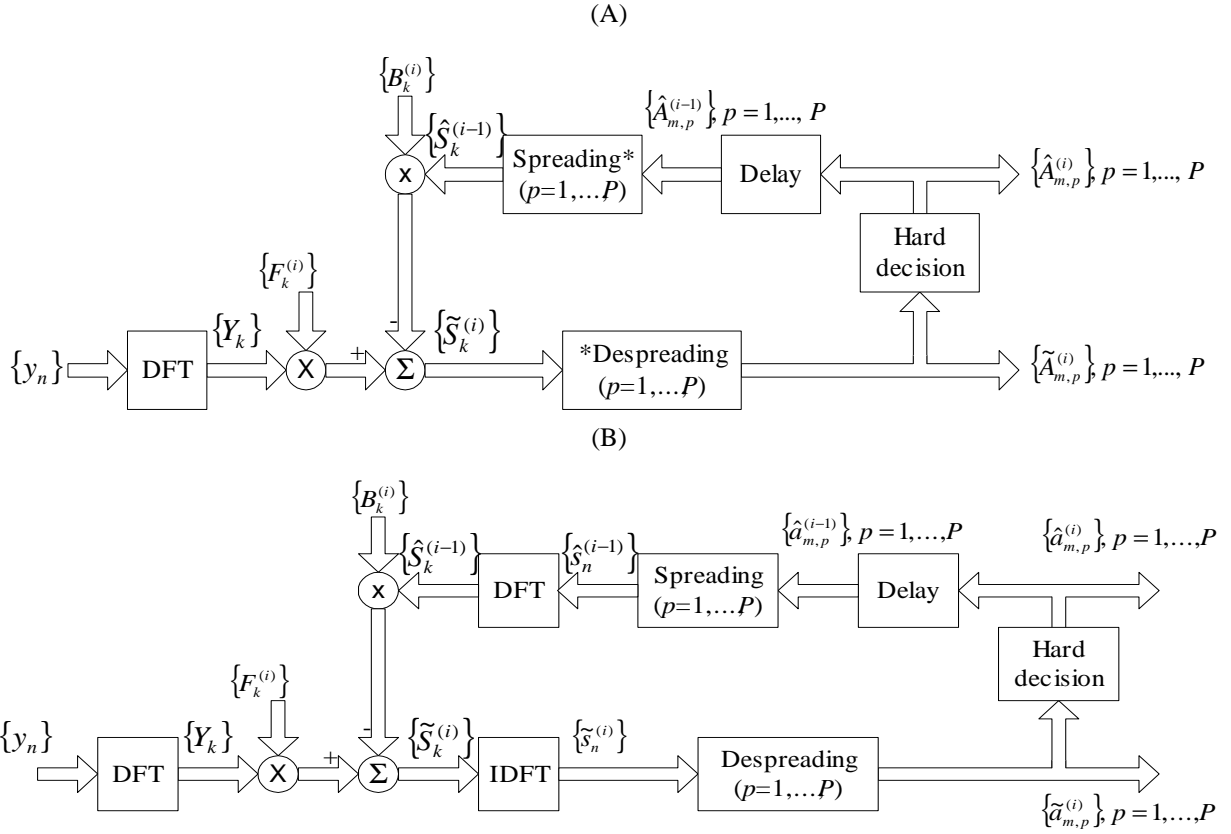 (A)
{B_k^{(i)}}
{Ŝ_k^{(i-1)}}
{Â_{m,p}^{(i-1)}}, p = 1,..., P
Spreading*
(p=1,…,P)
Delay
{Â_{m,p}^{(i)}}, p = 1,..., P
x
Hard
decision
{F_k^{(i)}}
-
{y_n}
DFT
{Y_k}
X
+
Σ
{S̃_k^{(i)}}
*Despreading
(p=1,…,P)
{Ã_{m,p}^{(i)}}, p = 1,..., P
(B)
{B_k^{(i)}}
{Ŝ_k^{(i-1)}}
{ŝ_n^{(i-1)}}
{â_{m,p}^{(i-1)}}, p = 1,…,P
{â_{m,p}^{(i)}}, p = 1,…,P
x
DFT
Spreading
(p=1,…,P)
Delay
Hard
decision
{F_k^{(i)}}
-
{y_n}
DFT
{Y_k}
X
+
Σ
{S̃_k^{(i)}}
IDFT
{s̃_n^{(i)}}
Despreading
(p=1,…,P)
{ã_{m,p}^{(i)}}, p = 1,…,P